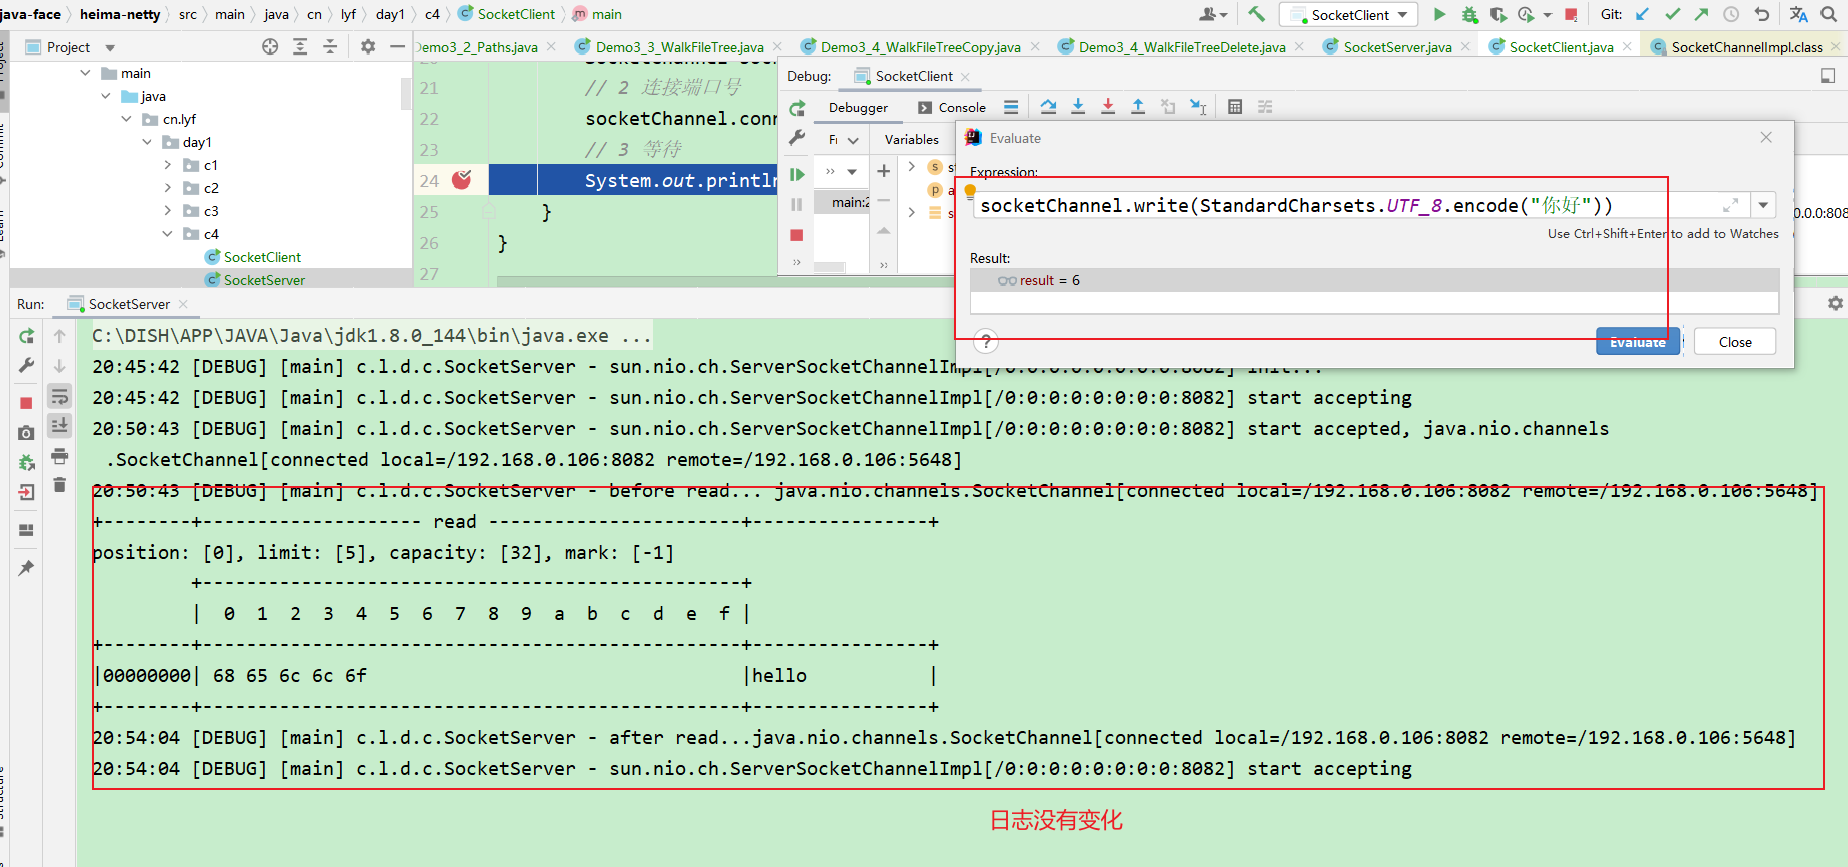 java-face › heima-netty › src › main › java › cn › lyf › day1 › c4 › SocketClient › main
SocketClient
Git:
Project
Demo3_2_Paths.java
Demo3_3_WalkFileTree.java
Demo3_4_WalkFileTreeCopy.java
Demo3_4_WalkFileTreeDelete.java
SocketServer.java
SocketClient.java
SocketChannelImpl.class
main
java
cn.lyf
day1
c1
c2
c3
c4
SocketClient
SocketServer
21 // 2 连接端口号
22 socketChannel.conn
23 // 3 等待
24 System.out.println
25 }
26 }
27
Debug: SocketClient
Debugger Console
Variables
main:2
Evaluate
Expression:
socketChannel.write(StandardCharsets.UTF_8.encode("你好"))
Use Ctrl+Shift+Enter to add to Watches
Result:
result = 6
? Evaluate Close
Run: SocketServer
C:\DISH\APP\JAVA\Java\jdk1.8.0_144\bin\java.exe ...
20:45:42 [DEBUG] [main] c.l.d.c.SocketServer - sun.nio.ch.ServerSocketChannelImpl[/0:0:0:0:0:0:0:0:8082] init...
20:45:42 [DEBUG] [main] c.l.d.c.SocketServer - sun.nio.ch.ServerSocketChannelImpl[/0:0:0:0:0:0:0:0:8082] start accepting
20:50:43 [DEBUG] [main] c.l.d.c.SocketServer - sun.nio.ch.ServerSocketChannelImpl[/0:0:0:0:0:0:0:0:8082] start accepted, java.nio.channels
.SocketChannel[connected local=/192.168.0.106:8082 remote=/192.168.0.106:5648]
20:50:43 [DEBUG] [main] c.l.d.c.SocketServer - before read... java.nio.channels.SocketChannel[connected local=/192.168.0.106:8082 remote=/192.168.0.106:5648]
+--------+-------------------- read -----------------------+----------------+
position: [0], limit: [5], capacity: [32], mark: [-1]
+-------------------------------------------------+
| 0 1 2 3 4 5 6 7 8 9 a b c d e f |
+--------+-------------------------------------------------+----------------+
|00000000| 68 65 6c 6c 6f |hello |
+--------+-------------------------------------------------+----------------+
20:54:04 [DEBUG] [main] c.l.d.c.SocketServer - after read...java.nio.channels.SocketChannel[connected local=/192.168.0.106:8082 remote=/192.168.0.106:5648]
20:54:04 [DEBUG] [main] c.l.d.c.SocketServer - sun.nio.ch.ServerSocketChannelImpl[/0:0:0:0:0:0:0:0:8082] start accepting
日志没有变化